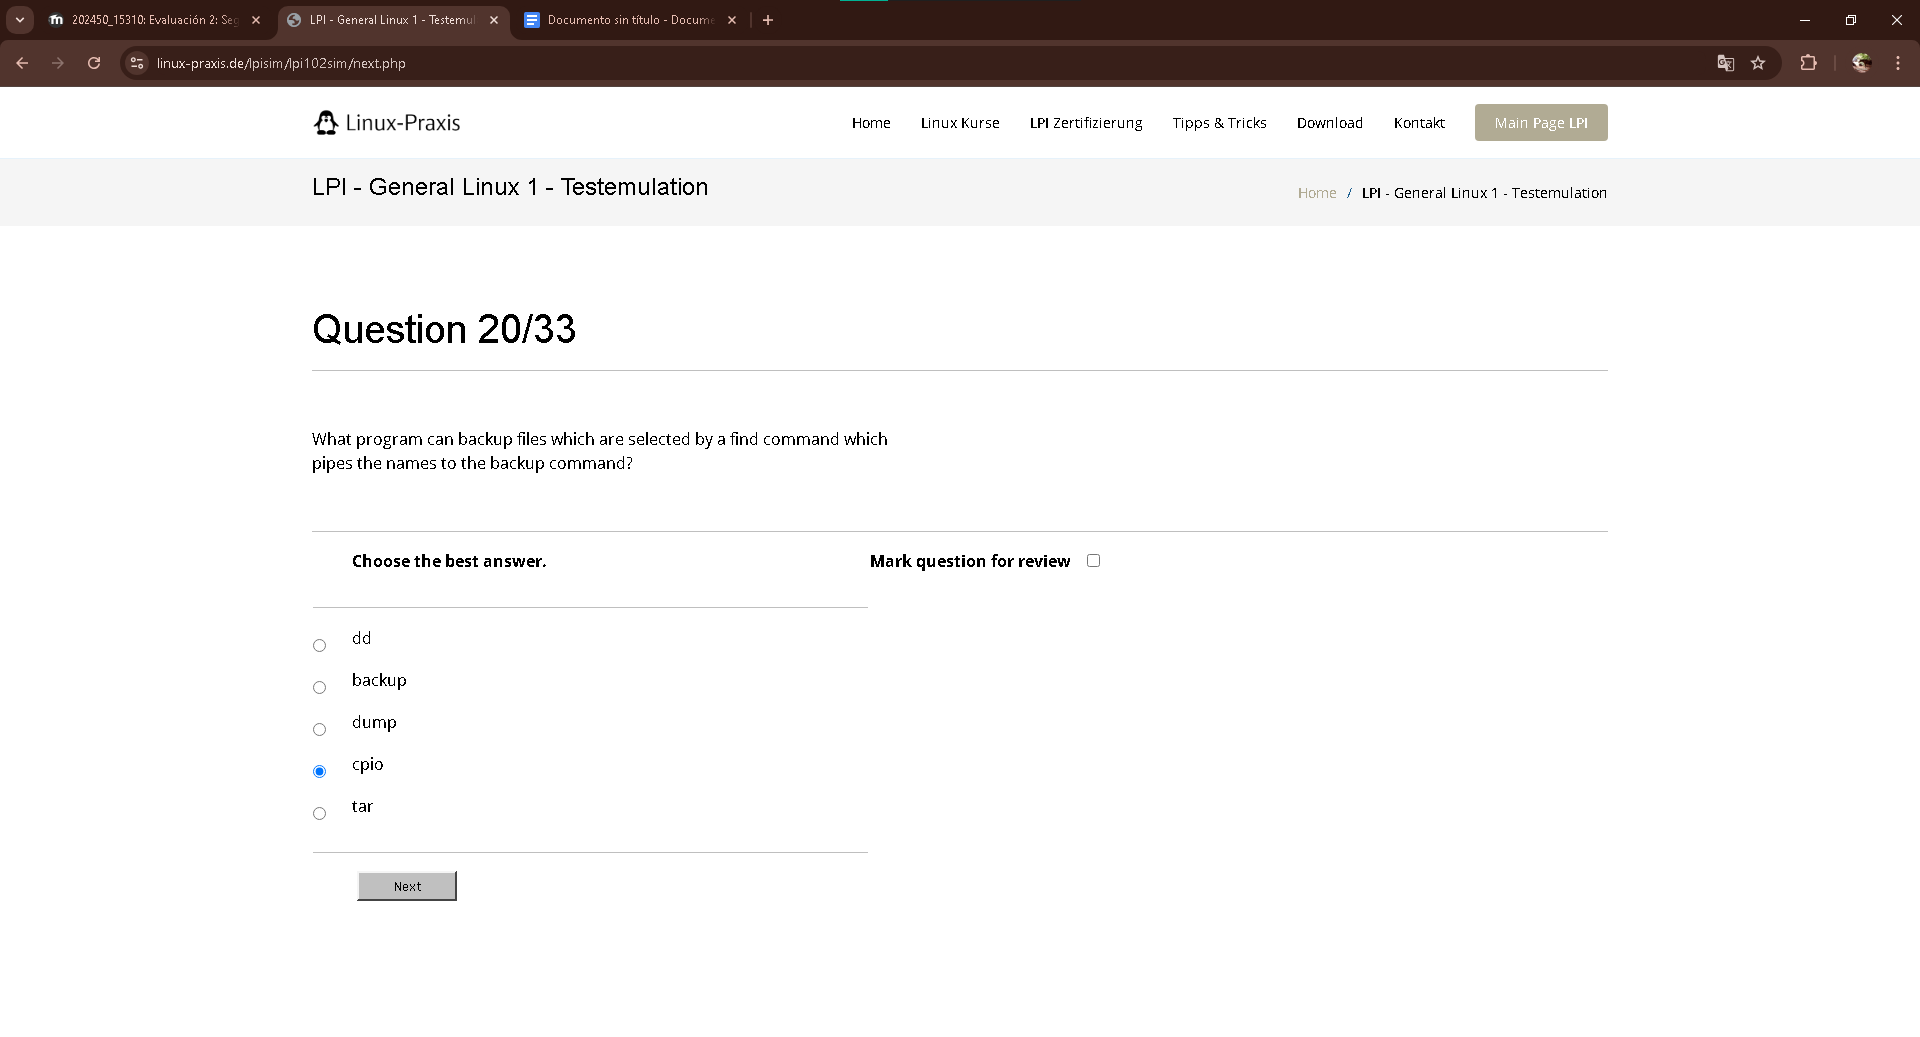 202450_15310: Evaluación 2: Seg
LPI - General Linux 1 - Testemul
Documento sin título - Docume
linux-praxis.de/lpisim/lpi102sim/next.php
Linux-Praxis
Home
Linux Kurse
LPI Zertifizierung
Tipps & Tricks
Download
Kontakt
Main Page LPI
LPI - General Linux 1 - Testemulation
Home / LPI - General Linux 1 - Testemulation
Question 20/33
What program can backup files which are selected by a find command which
pipes the names to the backup command?
Choose the best answer.
Mark question for review
dd
backup
dump
cpio
tar
Next